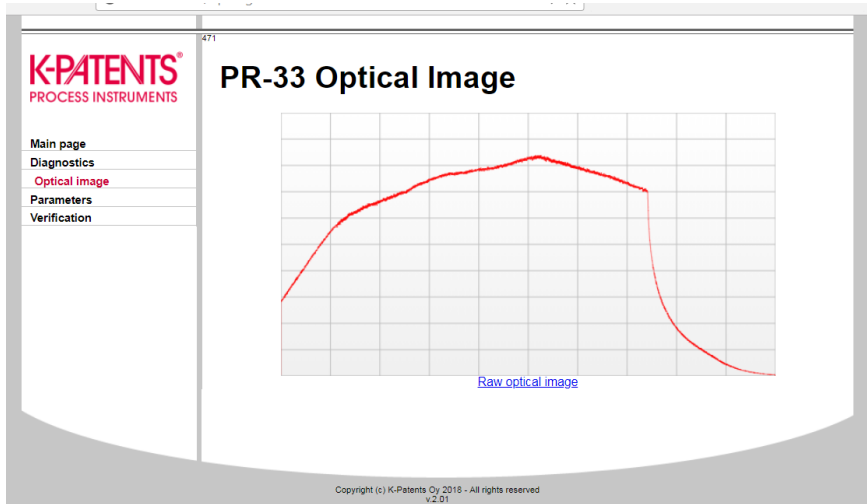 471
K-PATENTS®
PROCESS INSTRUMENTS
PR-33 Optical Image
Main page
Diagnostics
Optical image
Parameters
Verification
Raw optical image
Copyright (c) K-Patents Oy 2018 - All rights reserved
v.2.01